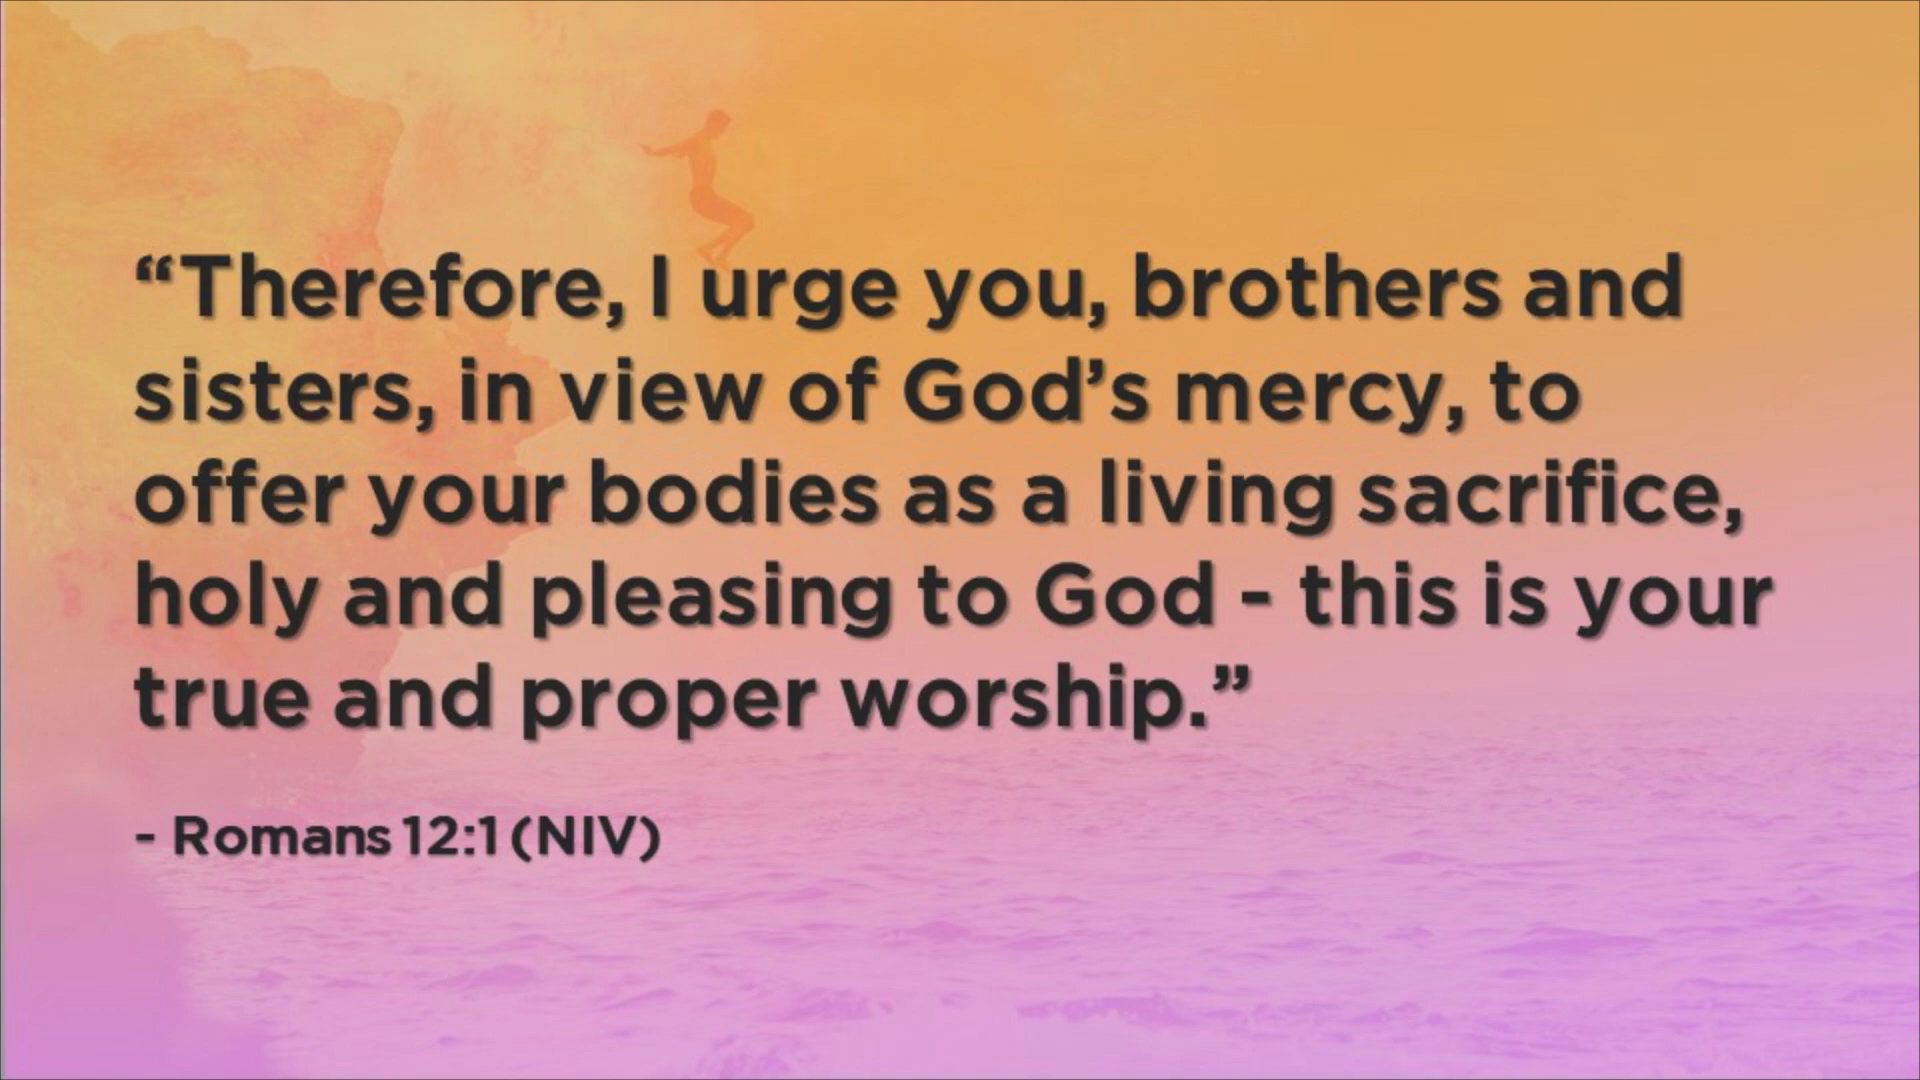 “Therefore, I urge you, brothers and
sisters, in view of God’s mercy, to
offer your bodies as a living sacrifice,
holy and pleasing to God - this is your
true and proper worship.”
- Romans 12:1 (NIV)